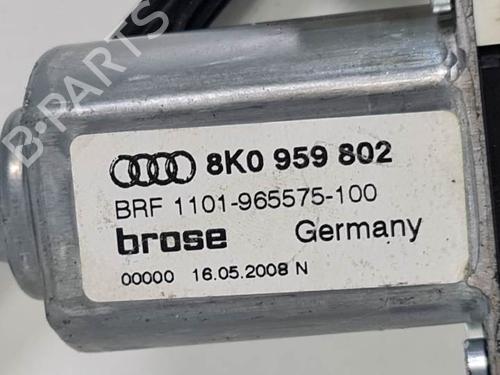 B-PARTS
8K0 959 802
BRF 1101-965575-100
brose Germany
00000 16.05.2008 N